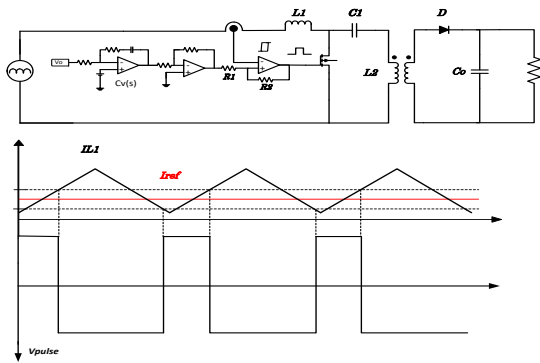 L1
C1
D
Vo
Cv(s)
R1
R2
L2
Co
IL1
Iref
Vpulse